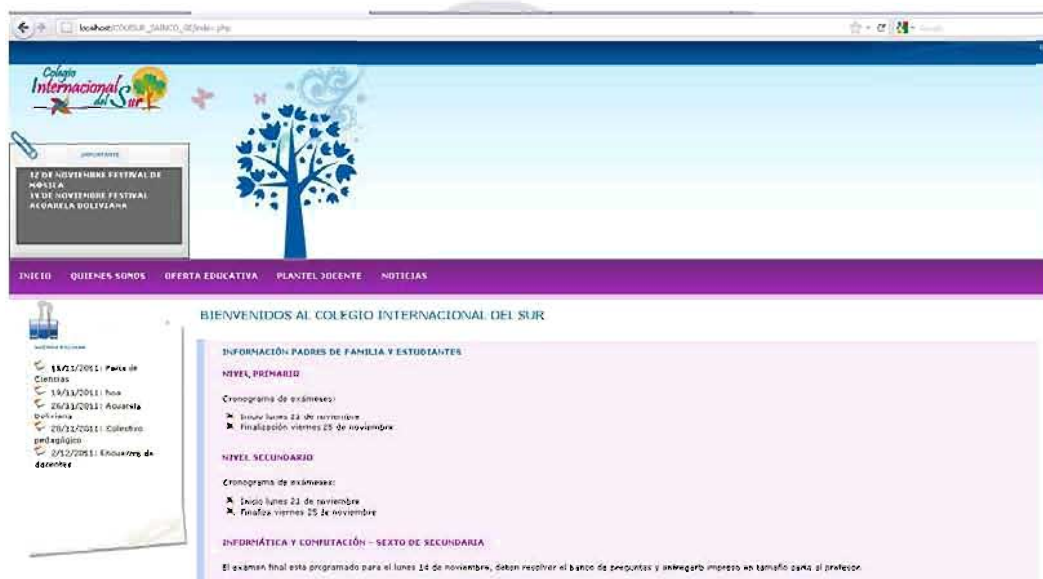 Colegio
Internacional
del Sur
IMPORTANTE
12 DE NOVIEMBRE FESTIVAL DE
MÚSICA
19 DE NOVIEMBRE FESTIVAL
ACUARELA BOLIVIANA
INICIO QUIENES SOMOS OFERTA EDUCATIVA PLANTEL DOCENTE NOTICIAS
BIENVENIDOS AL COLEGIO INTERNACIONAL DEL SUR
INFORMACIÓN PADRES DE FAMILIA Y ESTUDIANTES
NIVEL PRIMARIO
Cronograma de exámeses:
Inicio lunes 21 de noviembre
Finalización viernes 25 de noviembre
NIVEL SECUNDARIO
Cronograma de exámeses:
Inicio lunes 21 de noviembre
Finaliza viernes 25 de noviembre
INFORMÁTICA Y COMPUTACIÓN - SEXTO DE SECUNDARIA
El examen final esta programado para el lunes 14 de noviembre, deben resolver el banco de preguntas y entregarlo impreso en tamaño carta al profesor.
de
Ciencias
19/11/2011:
26/11/2011: Acuarela
Boliviana
28/11/2011: Colectivo
pedagógico
2/12/2011: Encuentro de
docentes